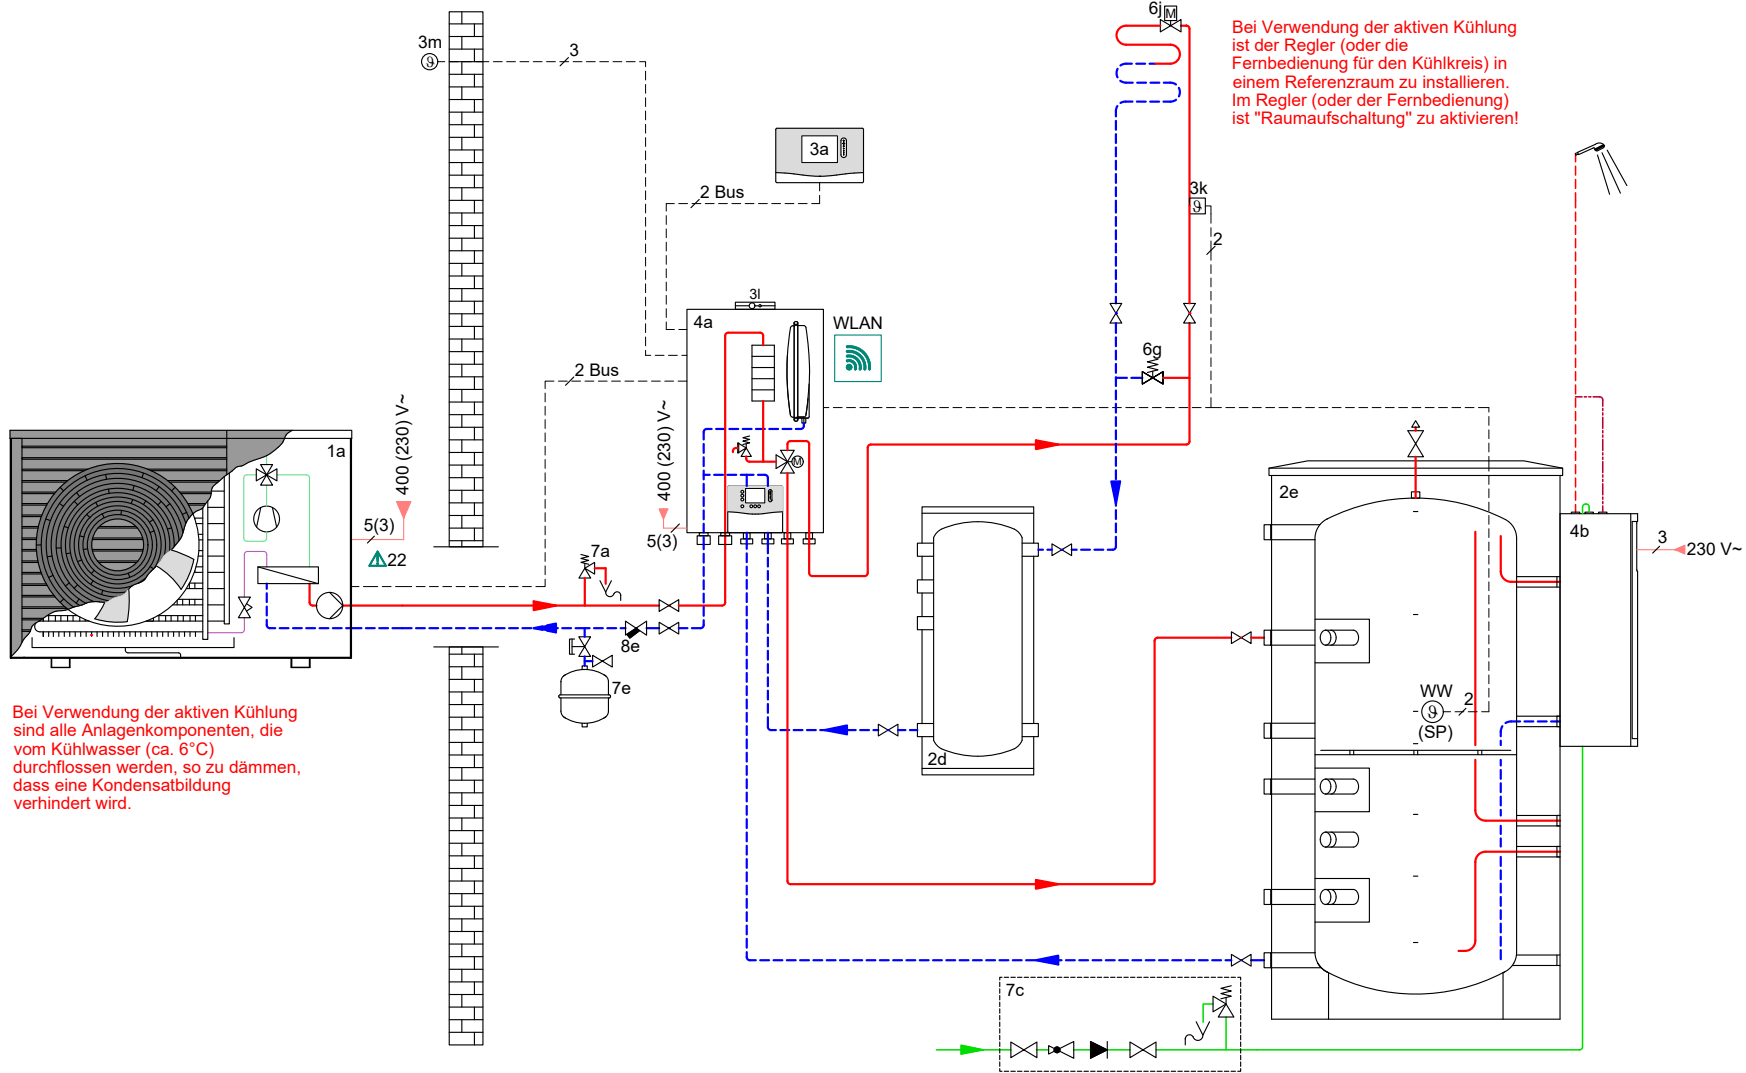 6j
M
Bei Verwendung der aktiven Kühlung
ist der Regler (oder die
Fernbedienung für den Kühlkreis) in
einem Referenzraum zu installieren.
Im Regler (oder der Fernbedienung)
ist "Raumaufschaltung" zu aktivieren!
3m
ϑ
3
3a
2 Bus
3k
ϑ
2
3l
4a
WLAN
6g
2 Bus
400 (230) V~
400 (230) V~
M
1a
5(3)
22
5(3)
7a
2e
4b
3
230 V~
8e
7e
WW
ϑ
2
(SP)
2d
Bei Verwendung der aktiven Kühlung
sind alle Anlagenkomponenten, die
vom Kühlwasser (ca. 6°C)
durchflossen werden, so zu dämmen,
dass eine Kondensatbildung
verhindert wird.
7c